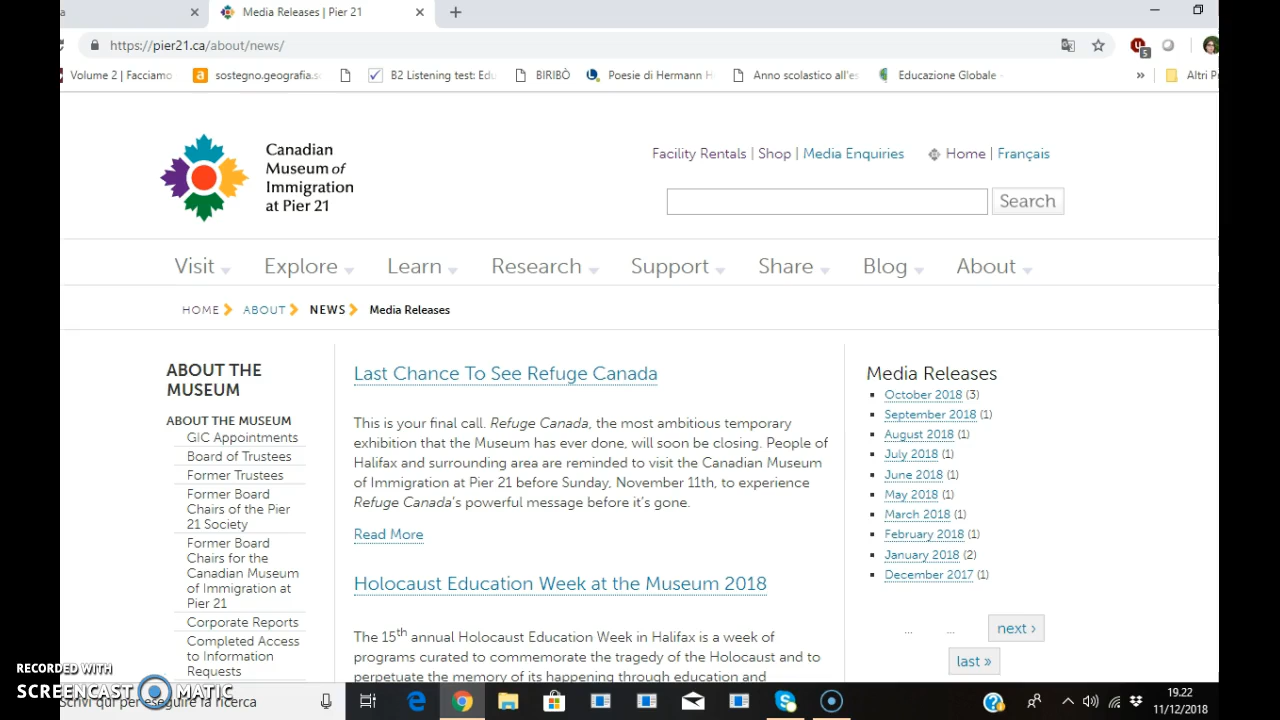 Media Releases | Pier 21
https://pier21.ca/about/news/
5
Volume 2 | Facciamo
sostegno.geografia.s
B2 Listening test: Edu
BIRIBÒ
Poesie di Hermann H
Anno scolastico all'es
Educazione Globale -
»
Altri P
Canadian
Museum of
Immigration
at Pier 21
Facility Rentals | Shop | Media Enquiries
Home | Français
Search
Visit
Explore
Learn
Research
Support
Share
Blog
About
HOME
ABOUT
NEWS
Media Releases
ABOUT THE
MUSEUM
ABOUT THE MUSEUM
GIC Appointments
Board of Trustees
Former Trustees
Former Board
Chairs of the Pier
21 Society
Former Board
Chairs for the
Canadian Museum
of Immigration at
Pier 21
Corporate Reports
Completed Access
to Information
Requests
Last Chance To See Refuge Canada
This is your final call. Refuge Canada, the most ambitious temporary
exhibition that the Museum has ever done, will soon be closing. People of
Halifax and surrounding area are reminded to visit the Canadian Museum
of Immigration at Pier 21 before Sunday, November 11th, to experience
Refuge Canada's powerful message before it's gone.
Read More
Holocaust Education Week at the Museum 2018
The 15th annual Holocaust Education Week in Halifax is a week of
programs curated to commemorate the tragedy of the Holocaust and to
perpetuate the memory of its happening through education and
Media Releases
October 2018 (3)
September 2018 (1)
August 2018 (1)
July 2018 (1)
June 2018 (1)
May 2018 (1)
March 2018 (1)
February 2018 (1)
January 2018 (2)
December 2017 (1)
... ... next ›
last »
RECORDED WITH
SCREENCAST MATIC
Scrivi qui per eseguire la ricerca
19.22
11/12/2018